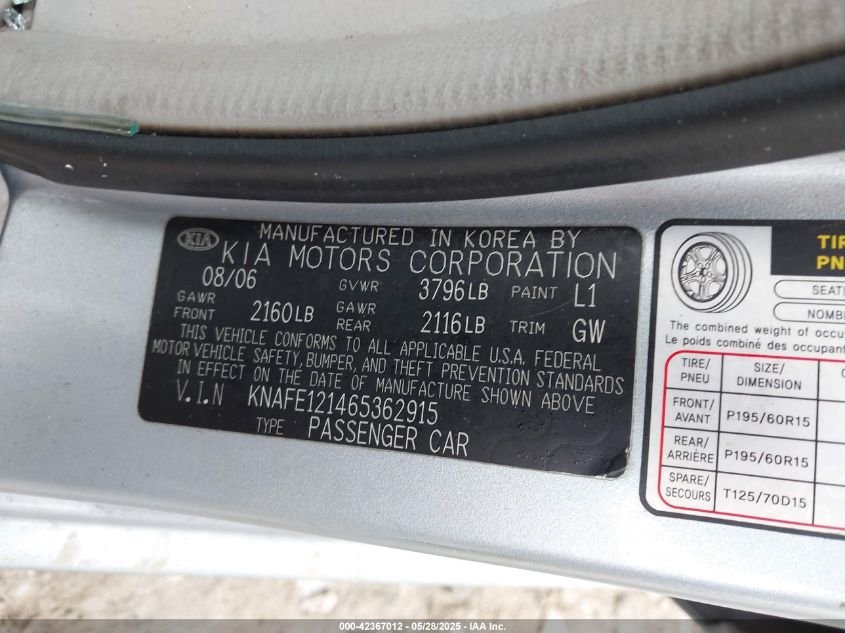 KIA
MANUFACTURED IN KOREA BY
KIA MOTORS CORPORATION
08/06 GVWR 3796LB PAINT L1
GAWR FRONT 2160LB GAWR REAR 2116LB TRIM GW
THIS VEHICLE CONFORMS TO ALL APPLICABLE U.S.A. FEDERAL
MOTOR VEHICLE SAFETY, BUMPER, AND THEFT PREVENTION STANDARDS
IN EFFECT ON THE DATE OF MANUFACTURE SHOWN ABOVE
V.I.N KNAFE121465362915
TYPE PASSENGER CAR
TIR
PN
SEATI
NOMB
The combined weight of occu
Le poids combiné des occupant
TIRE/PNEU SIZE/DIMENSION
FRONT/AVANT P195/60R15
REAR/ARRIÈRE P195/60R15
SPARE/SECOURS T125/70D15
000-42367012 - 05/28/2025 - IAA Inc.